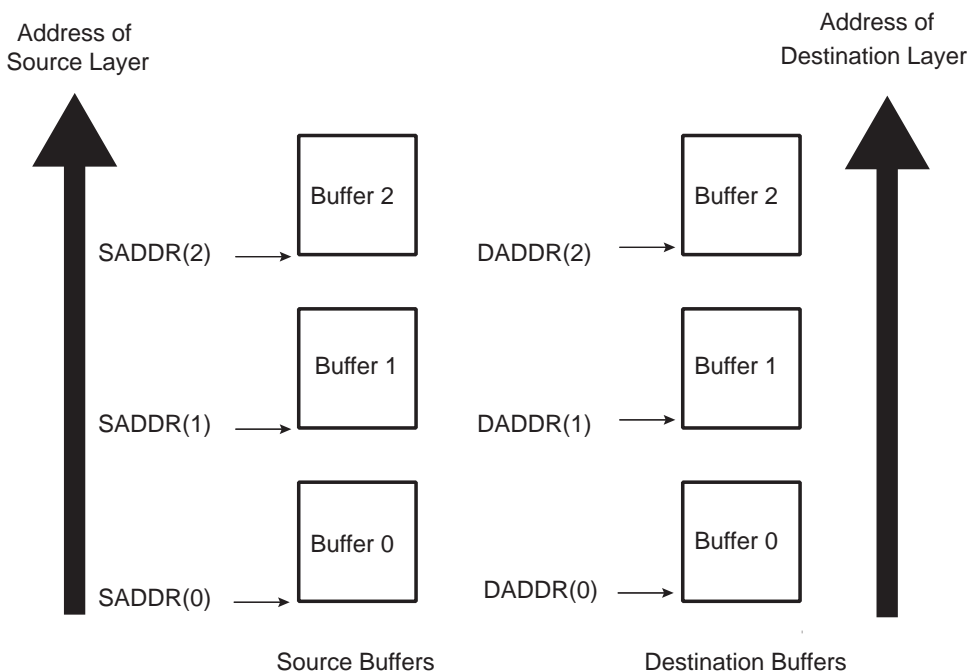 Address of
Source Layer
Address of
Destination Layer
Buffer 2
Buffer 2
SADDR(2)
DADDR(2)
Buffer 1
Buffer 1
SADDR(1)
DADDR(1)
Buffer 0
Buffer 0
SADDR(0)
DADDR(0)
Source Buffers
Destination Buffers